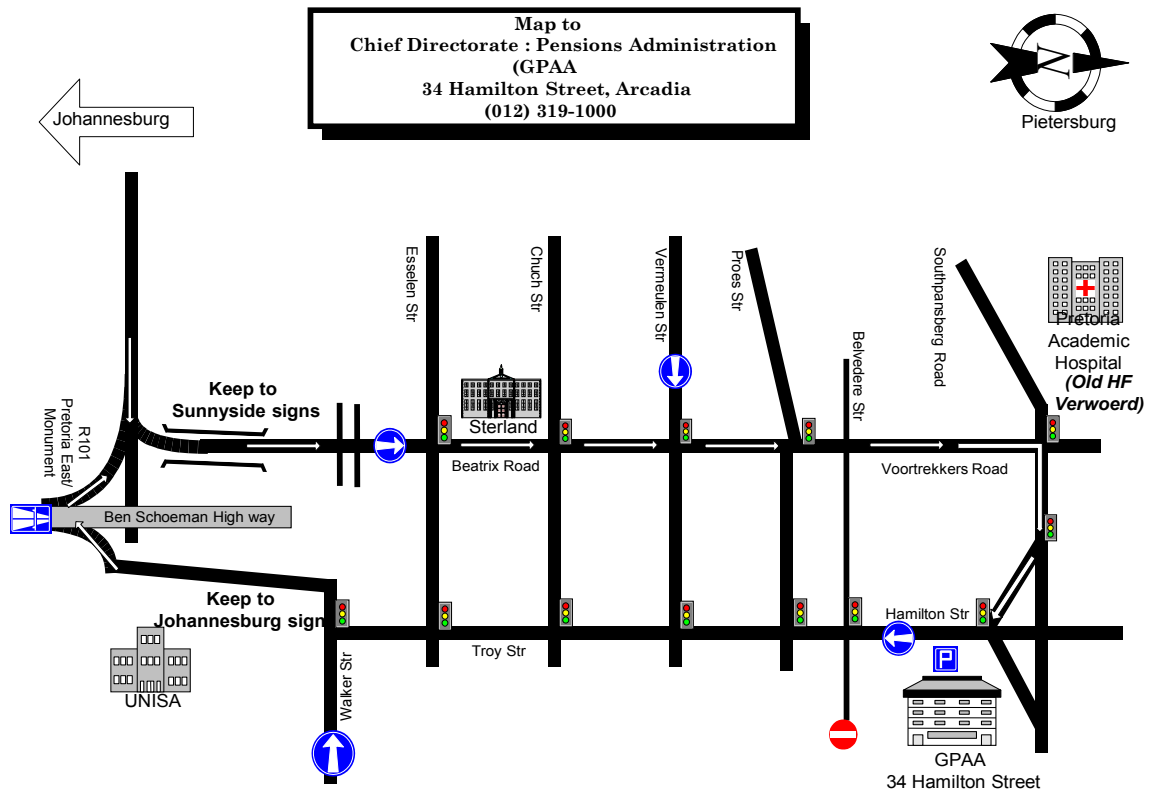 Map to
Chief Directorate : Pensions Administration
(GPAA
34 Hamilton Street, Arcadia
(012) 319-1000
N
Pietersburg
Johannesburg
Esselen Str
Chuch Str
Vermeulen Str
Proes Str
Belvedere Str
Southpansberg Road
Pretoria
Academic
Hospital
(Old HF
Verwoerd)
Keep to
Sunnyside signs
Sterland
Beatrix Road
Voortrekkers Road
R101
Pretoria East/
Monument
Ben Schoeman High way
Keep to
Johannesburg sign
Hamilton Str
Troy Str
Walker Str
UNISA
P
GPAA
34 Hamilton Street